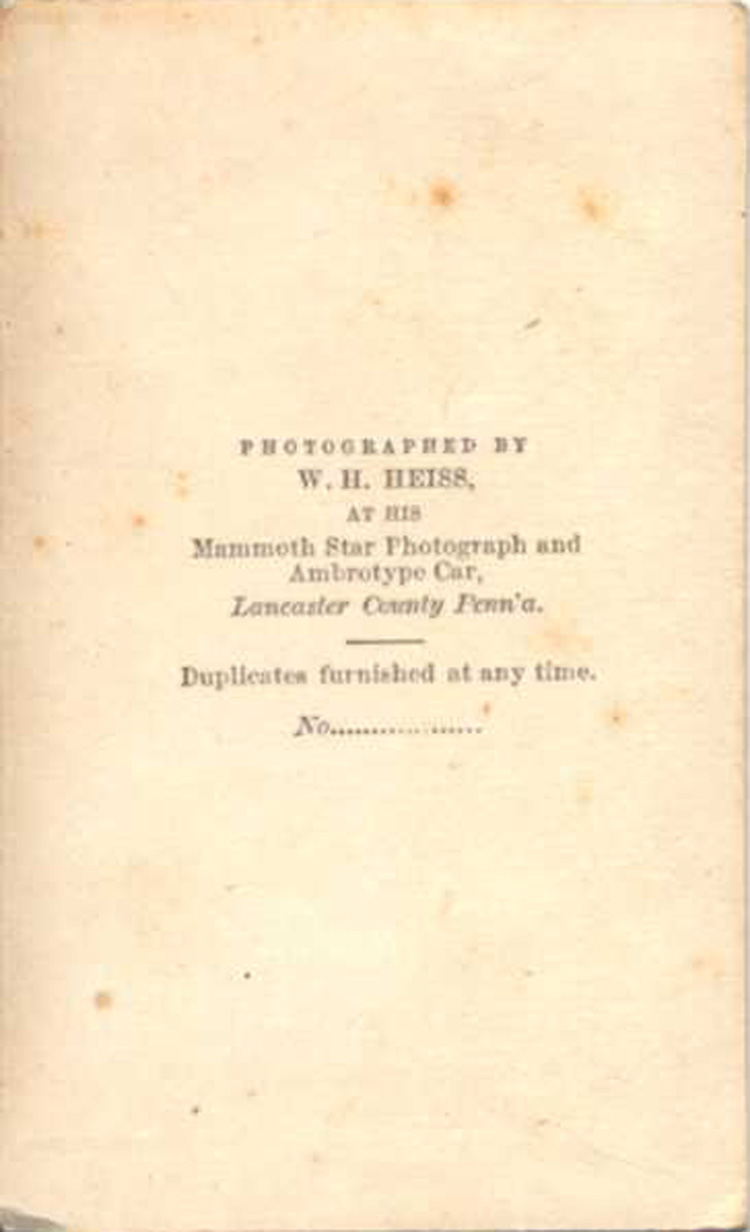 PHOTOGRAPHED BY
W. H. HEISS,
AT HIS
Mammoth Star Photograph and
Ambrotype Car,
Lancaster County Penn'a.
Duplicates furnished at any time.
No..................